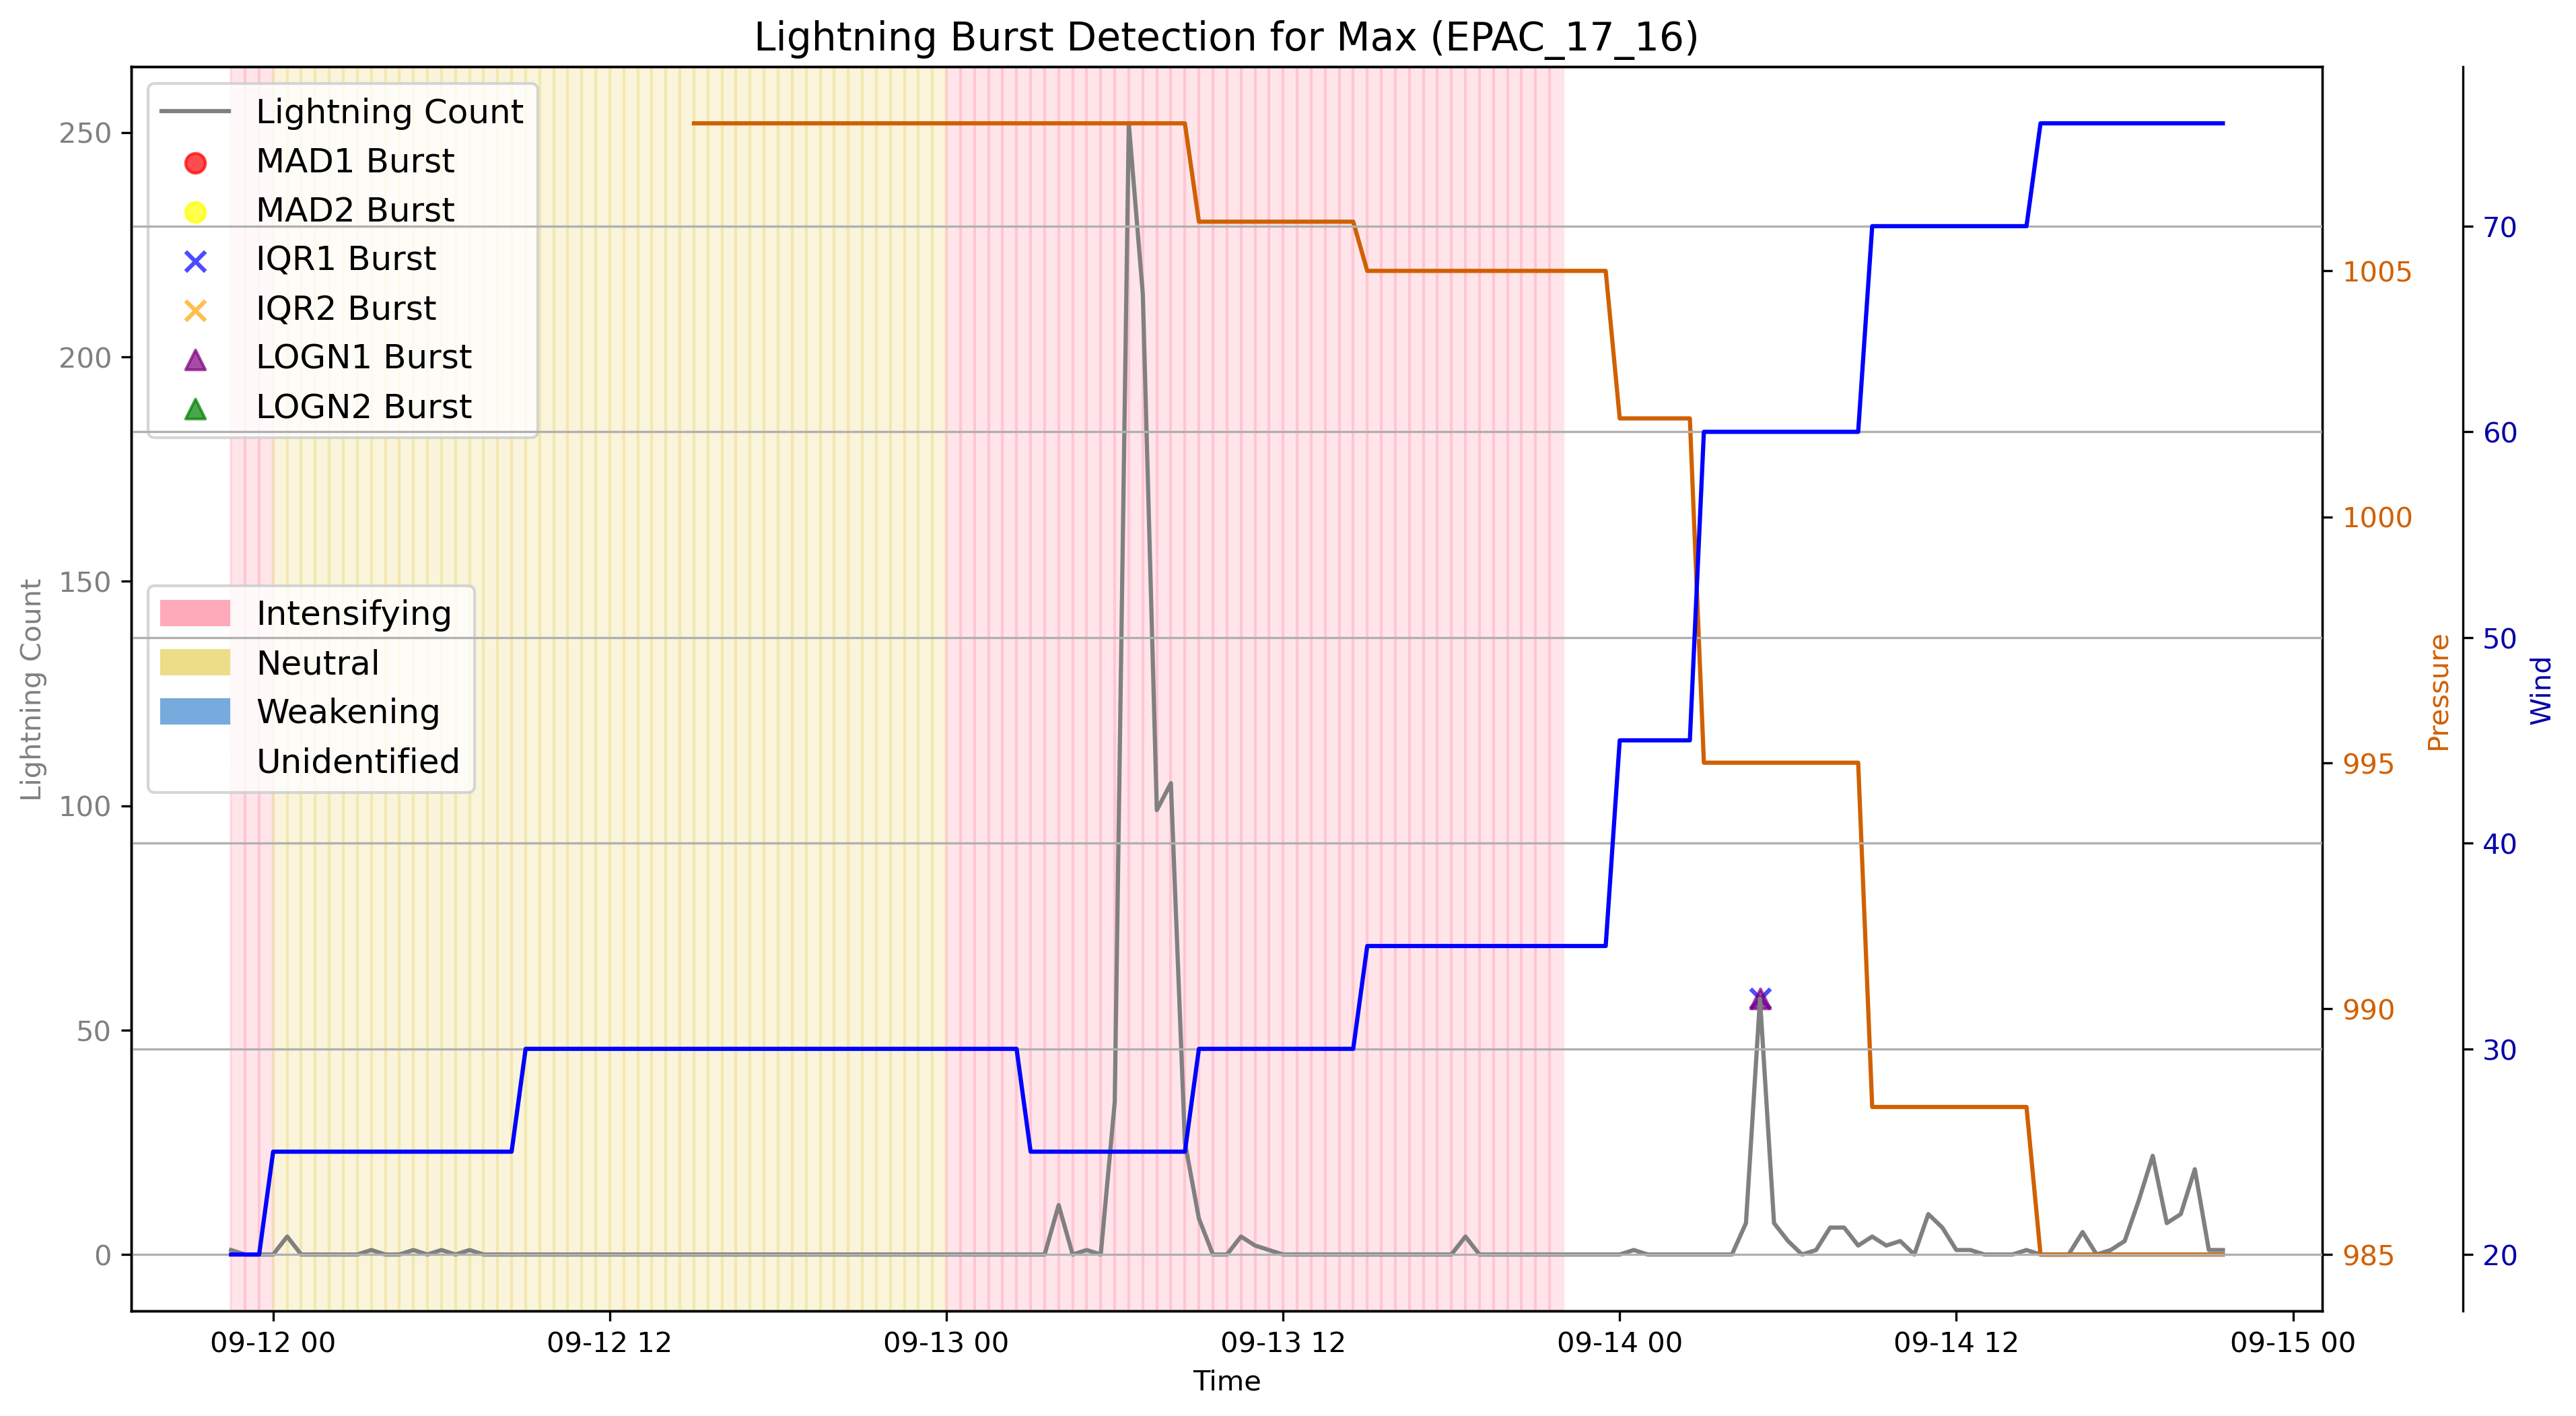 Lightning Burst Detection for Max (EPAC_17_16)
Lightning Count
MAD1 Burst
MAD2 Burst
IQR1 Burst
IQR2 Burst
LOGN1 Burst
LOGN2 Burst
Intensifying
Neutral
Weakening
Unidentified
Lightning Count
250
200
150
100
50
0
1005
1000
995
990
985
Pressure
70
60
50
40
30
20
Wind
09-12 00
09-12 12
09-13 00
09-13 12
09-14 00
09-14 12
09-15 00
Time